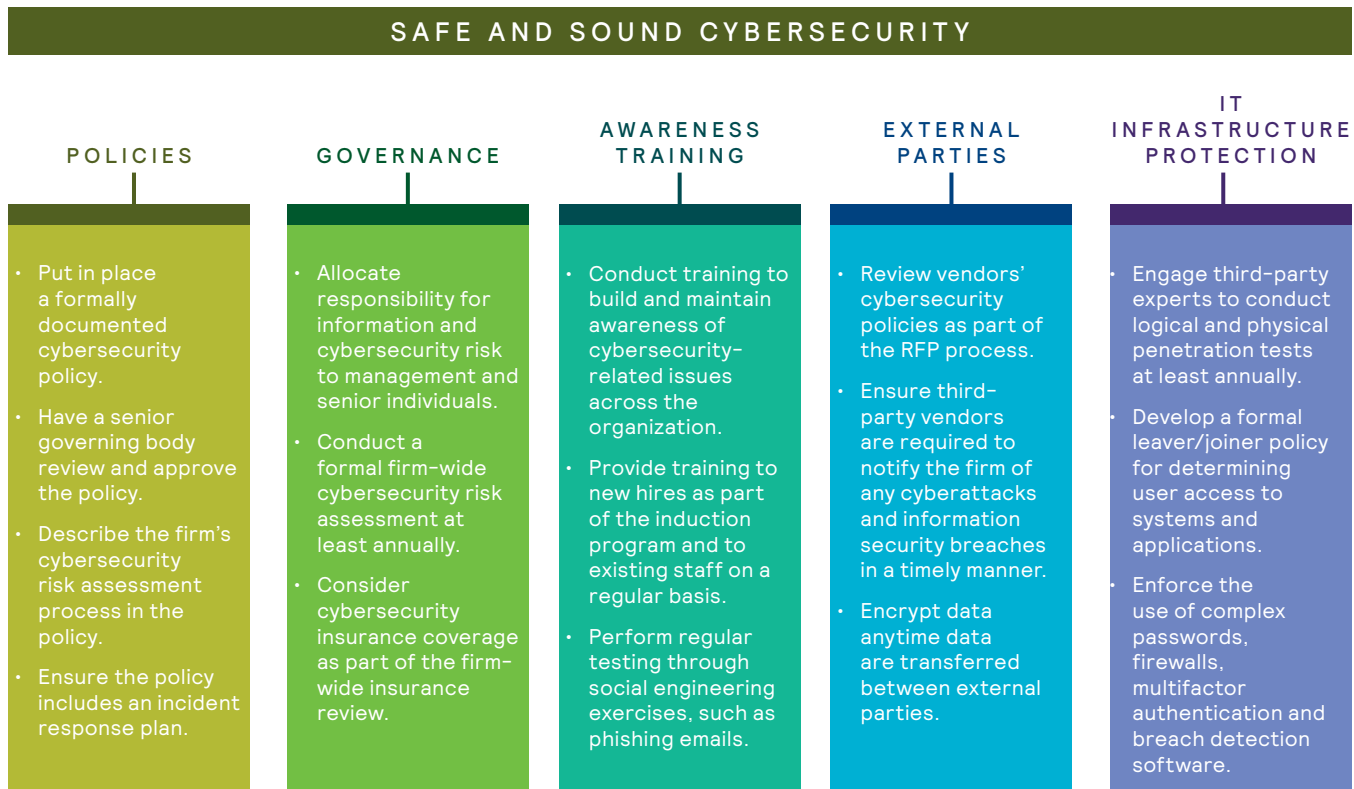 SAFE AND SOUND CYBERSECURITY
POLICIES
• Put in place
a formally
documented
cybersecurity
policy.
• Have a senior
governing body
review and approve
the policy.
• Describe the firm's
cybersecurity
risk assessment
process in the
policy.
• Ensure the policy
includes an incident
response plan.
GOVERNANCE
• Allocate
responsibility for
information and
cybersecurity risk
to management and
senior individuals.
• Conduct a
formal firm-wide
cybersecurity risk
assessment at
least annually.
• Consider
cybersecurity
insurance coverage
as part of the firm-
wide insurance
review.
AWARENESS
TRAINING
• Conduct training to
build and maintain
awareness of
cybersecurity-
related issues
across the
organization.
• Provide training to
new hires as part
of the induction
program and to
existing staff on a
regular basis.
• Perform regular
testing through
social engineering
exercises, such as
phishing emails.
EXTERNAL
PARTIES
• Review vendors'
cybersecurity
policies as part of
the RFP process.
• Ensure third-
party vendors
are required to
notify the firm of
any cyberattacks
and information
security breaches
in a timely manner.
• Encrypt data
anytime data
are transferred
between external
parties.
IT
INFRASTRUCTURE
PROTECTION
• Engage third-party
experts to conduct
logical and physical
penetration tests
at least annually.
• Develop a formal
leaver/joiner policy
for determining
user access to
systems and
applications.
• Enforce the
use of complex
passwords,
firewalls,
multifactor
authentication and
breach detection
software.